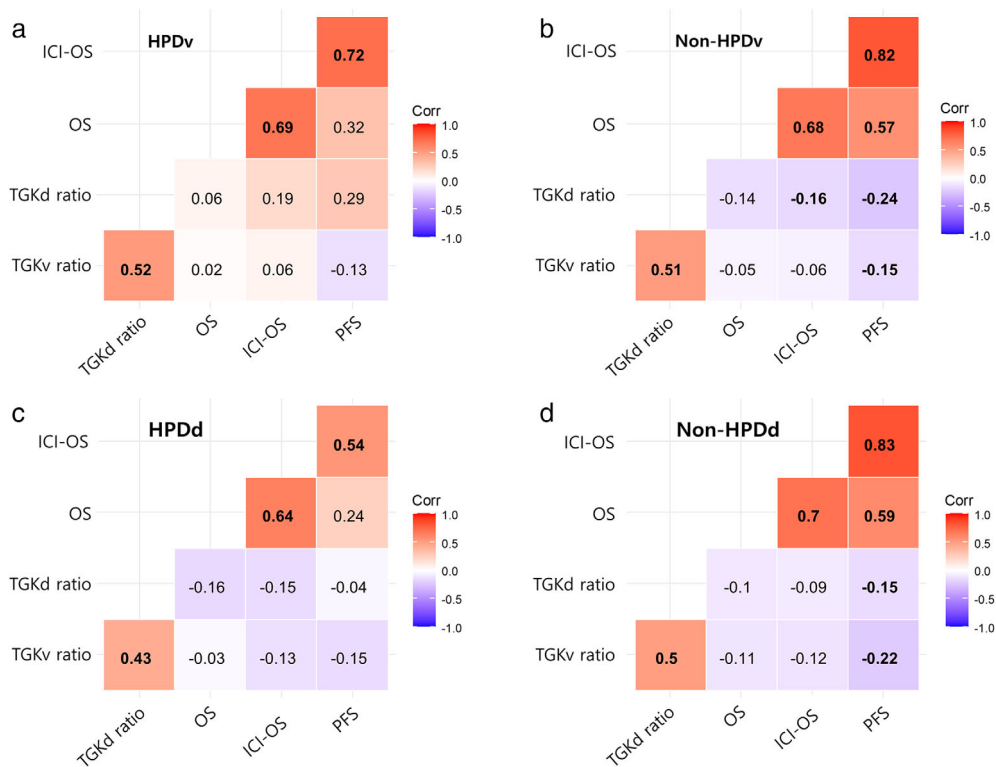 a
HPDv
ICI-OS
0.72
OS
0.69 0.32
TGKd ratio
0.06 0.19 0.29
TGKv ratio
0.52 0.02 0.06 -0.13
TGKd ratio OS ICI-OS PFS
Corr
1.0
0.5
0.0
-0.5
-1.0
b
Non-HPDv
ICI-OS
0.82
OS
0.68 0.57
TGKd ratio
-0.14 -0.16 -0.24
TGKv ratio
0.51 -0.05 -0.06 -0.15
TGKd ratio OS ICI-OS PFS
Corr
1.0
0.5
0.0
-0.5
-1.0
c
HPDd
ICI-OS
0.54
OS
0.64 0.24
TGKd ratio
-0.16 -0.15 -0.04
TGKv ratio
0.43 -0.03 -0.13 -0.15
TGKd ratio OS ICI-OS PFS
Corr
1.0
0.5
0.0
-0.5
-1.0
d
Non-HPDd
ICI-OS
0.83
OS
0.7 0.59
TGKd ratio
-0.1 -0.09 -0.15
TGKv ratio
0.5 -0.11 -0.12 -0.22
TGKd ratio OS ICI-OS PFS
Corr
1.0
0.5
0.0
-0.5
-1.0